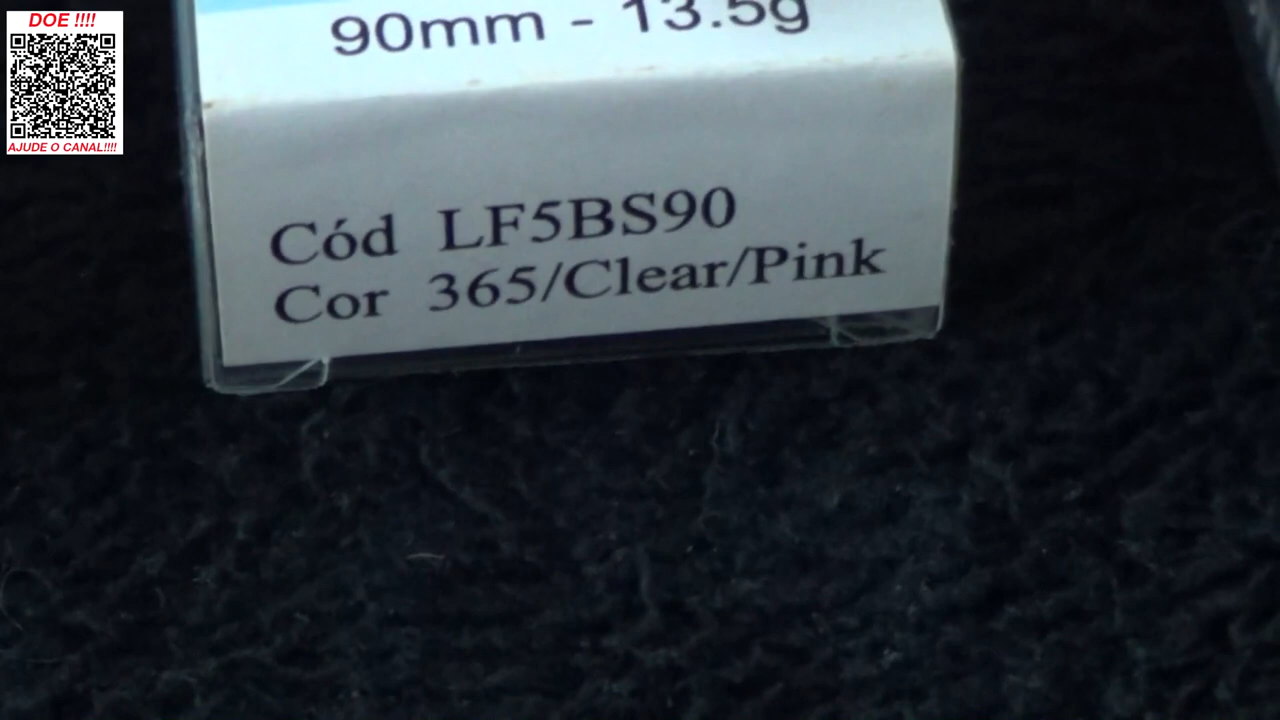 DOE !!!!
AJUDE O CANAL!!!!
90mm - 13.5g
Cód LF5BS90
Cor 365/Clear/Pink